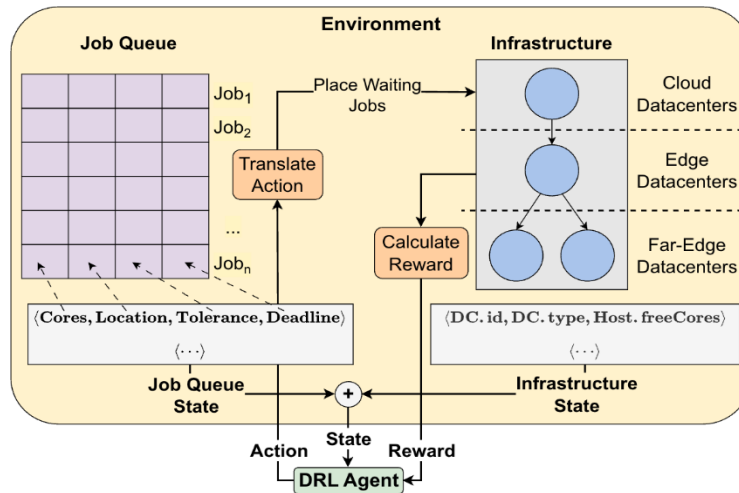 Environment
Job Queue
Infrastructure
Job1
Job2
...
Jobn
Place Waiting
Jobs
Translate
Action
Calculate
Reward
Cloud
Datacenters
Edge
Datacenters
Far-Edge
Datacenters
⟨Cores, Location, Tolerance, Deadline⟩
⟨···⟩
⟨DC. id, DC. type, Host. freeCores⟩
⟨···⟩
Job Queue
State
+
Infrastructure
State
Action
State
Reward
DRL Agent